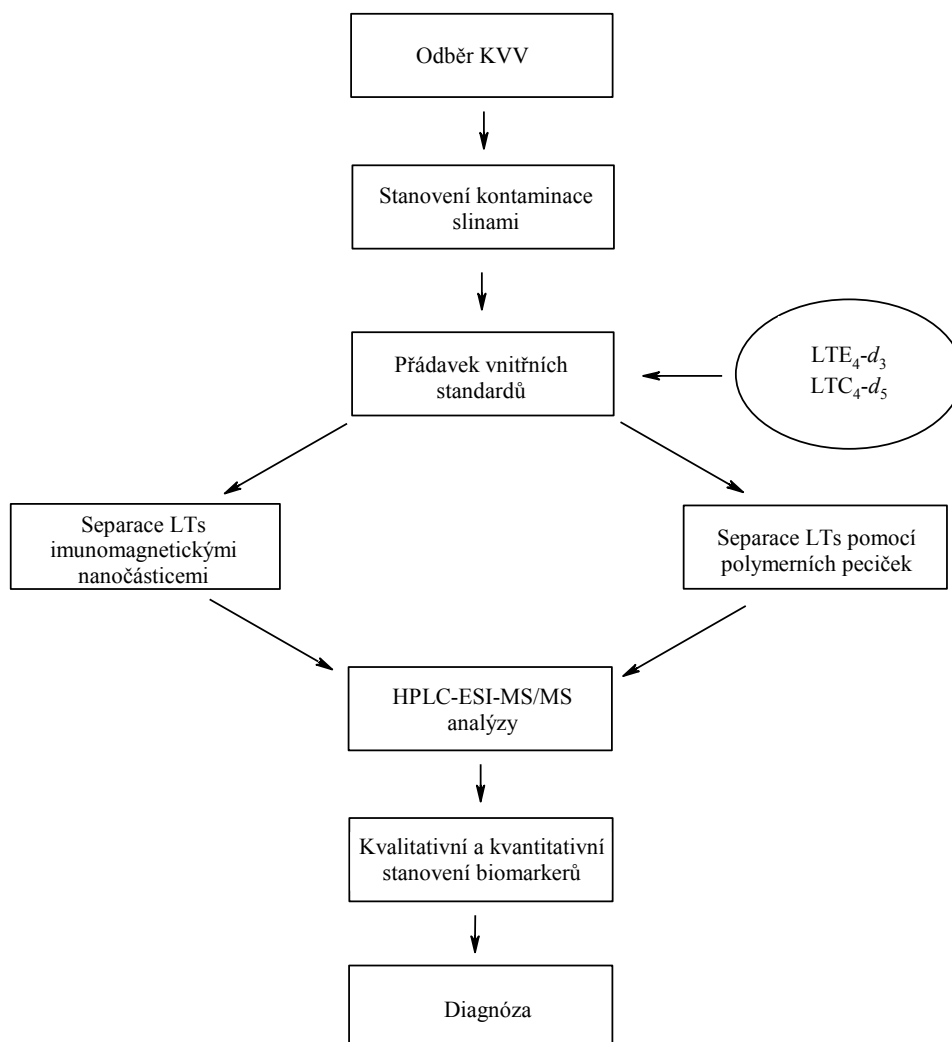 Odběr KVV
Stanovení kontaminace
slinami
Přádavek vnitřních
standardů
LTE₄-d₃
LTC₄-d₅
Separace LTs
imunomagnetickými
nanočásticemi
Separace LTs pomocí
polymerních peciček
HPLC-ESI-MS/MS
analýzy
Kvalitativní a kvantitativní
stanovení biomarkerů
Diagnóza